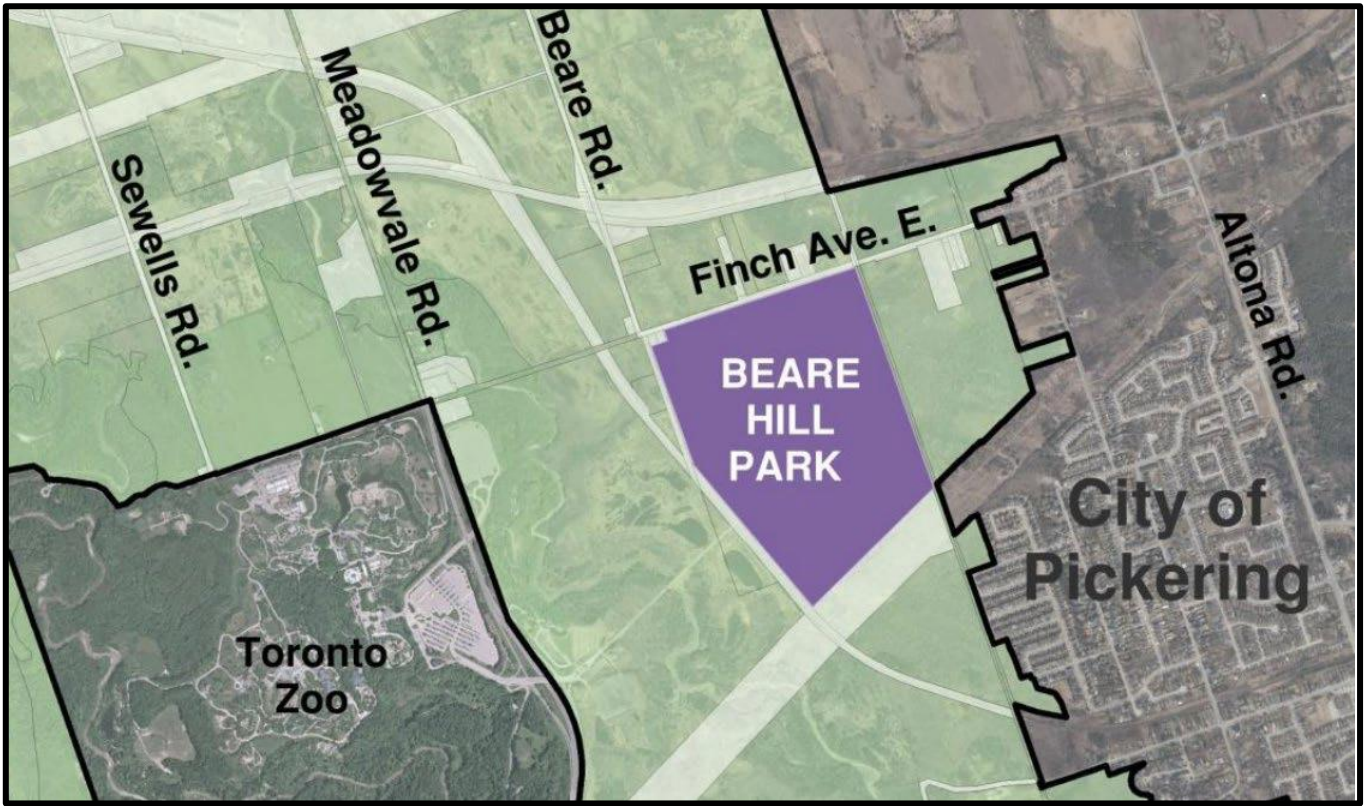 Sewells Rd.
Meadowvale Rd.
Beare Rd.
Finch Ave. E.
Altona Rd.
BEARE
HILL
PARK
City of
Pickering
Toronto
Zoo